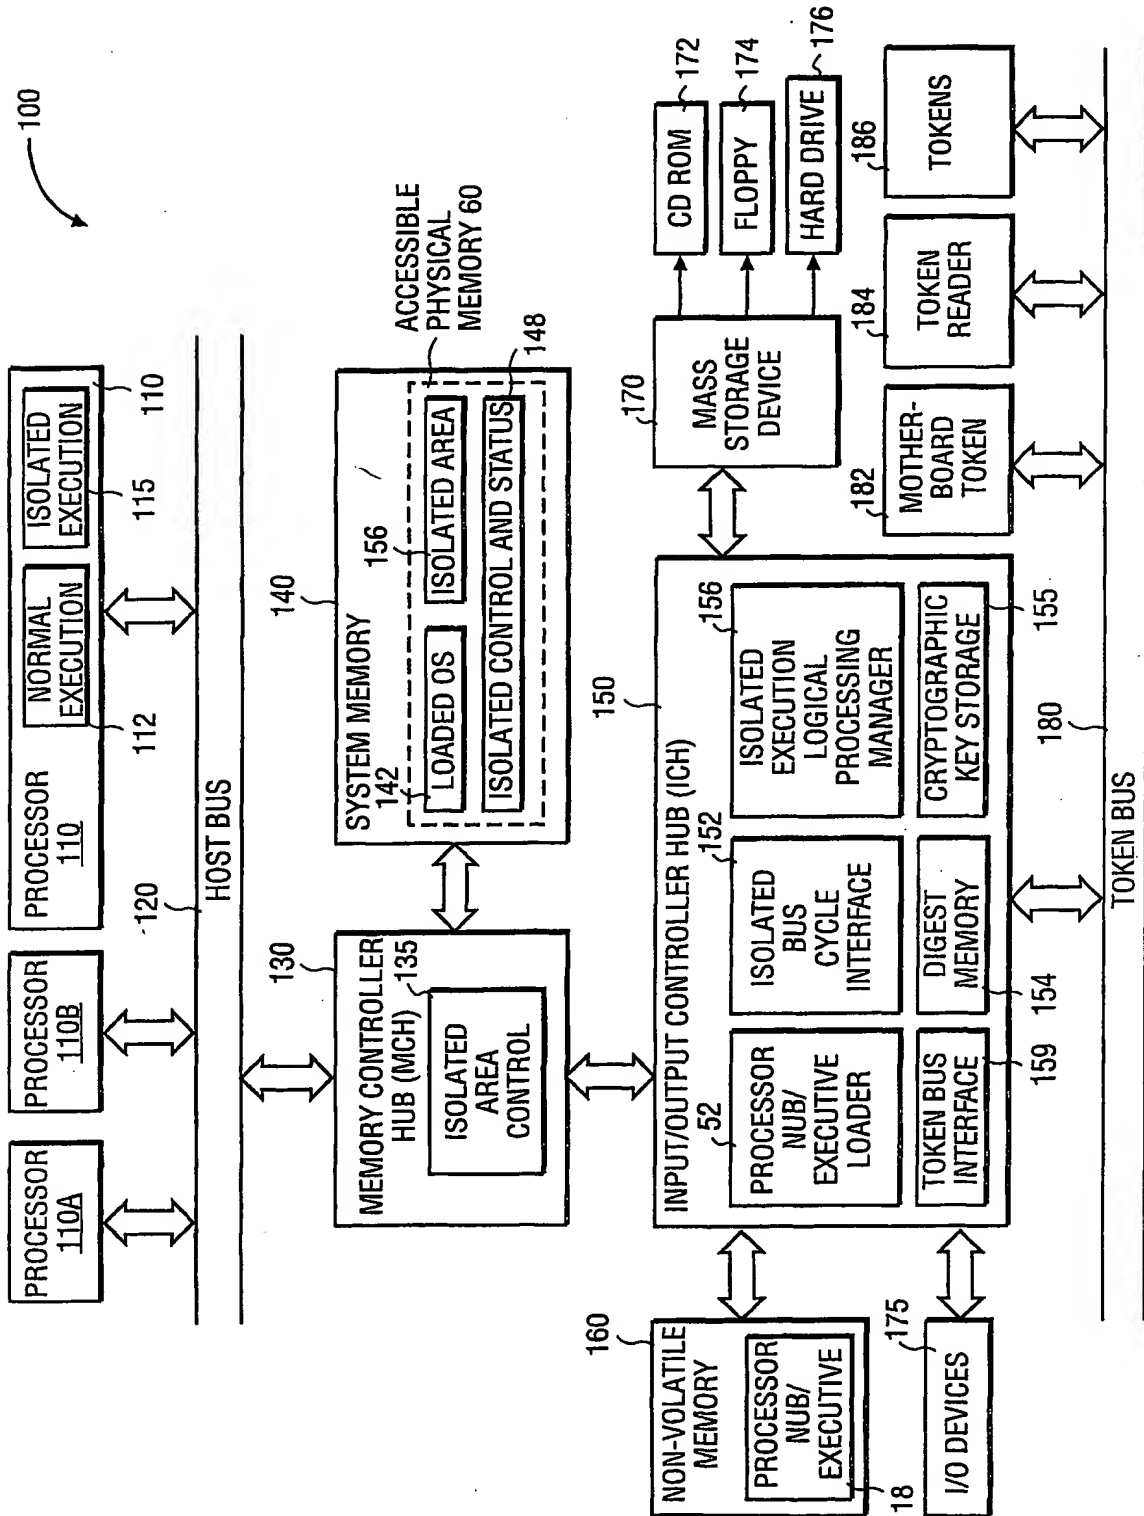 100
PROCESSOR
110A
PROCESSOR
110B
PROCESSOR
110
NORMAL
EXECUTION
112
ISOLATED
EXECUTION
115
110
120
HOST BUS
130
MEMORY CONTROLLER
HUB (MCH)
135
ISOLATED
AREA
CONTROL
140
SYSTEM MEMORY
142
LOADED OS
156
ISOLATED AREA
ISOLATED CONTROL AND STATUS
148
ACCESSIBLE
PHYSICAL
MEMORY 60
150
INPUT/OUTPUT CONTROLLER HUB (ICH)
52
PROCESSOR
NUB/
EXECUTIVE
LOADER
152
ISOLATED
BUS
CYCLE
INTERFACE
156
ISOLATED
EXECUTION
LOGICAL
PROCESSING
MANAGER
TOKEN BUS
INTERFACE
159
DIGEST
MEMORY
154
CRYPTOGRAPHIC
KEY STORAGE
155
160
NON-VOLATILE
MEMORY
PROCESSOR
NUB/
EXECUTIVE
18
175
I/O DEVICES
170
MASS
STORAGE
DEVICE
CD ROM
172
FLOPPY
174
HARD DRIVE
176
182
MOTHER-
BOARD
TOKEN
184
TOKEN
READER
186
TOKENS
180
TOKEN BUS